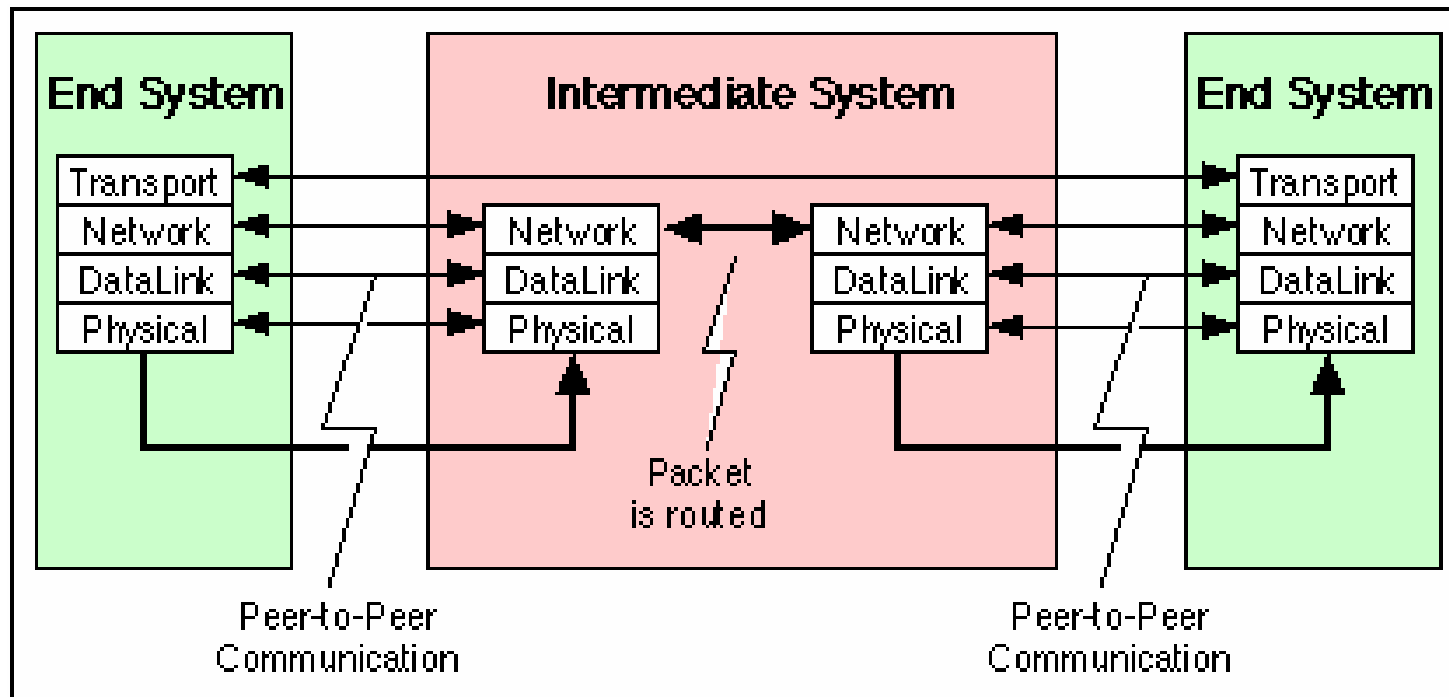 End System
Intermediate System
End System
Transport
Network
DataLink
Physical
Network
DataLink
Physical
Network
DataLink
Physical
Transport
Network
DataLink
Physical
Packet
is routed
Peer-to-Peer
Communication
Peer-to-Peer
Communication